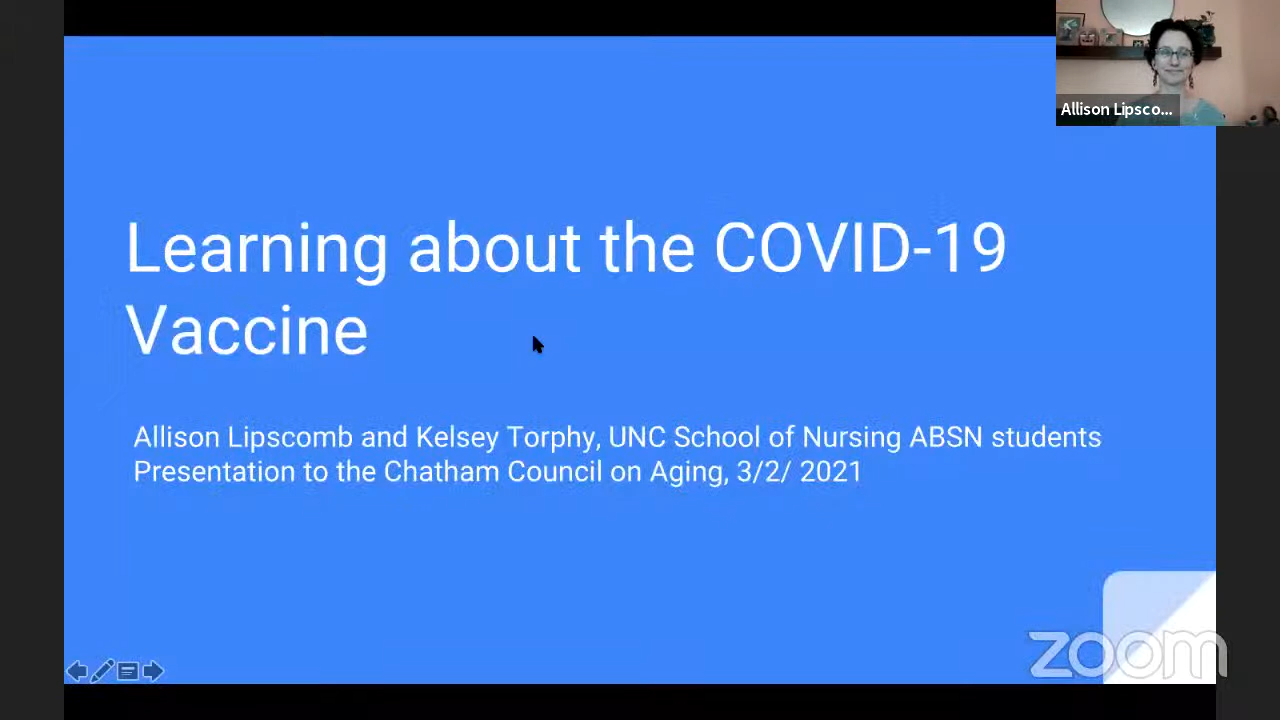 Allison Lipsco...
Learning about the COVID-19
Vaccine
Allison Lipscomb and Kelsey Torphy, UNC School of Nursing ABSN students
Presentation to the Chatham Council on Aging, 3/2/ 2021
zoom